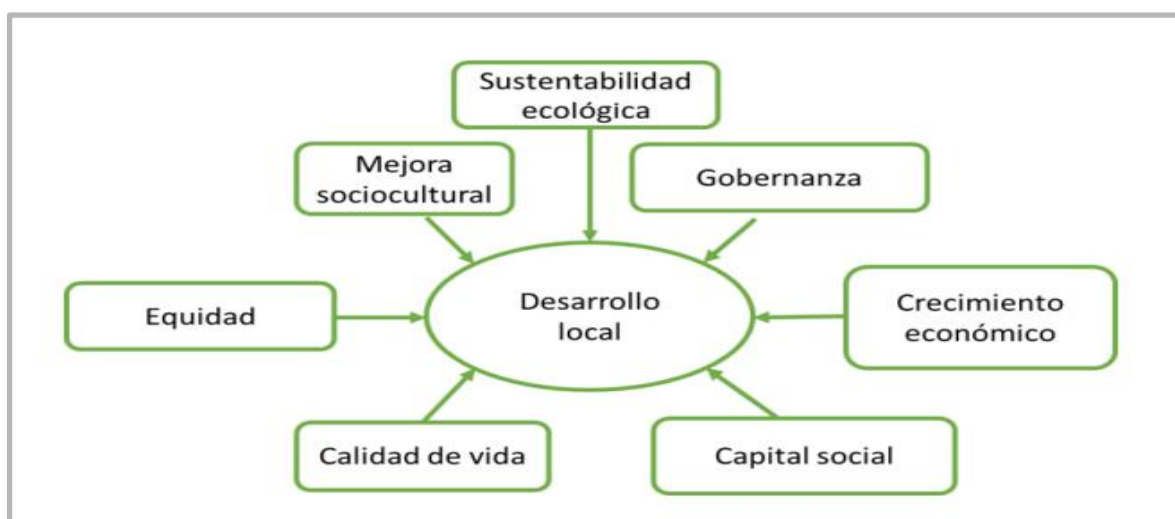 Sustentabilidad
ecológica
Mejora
sociocultural
Gobernanza
Equidad
Desarrollo
local
Crecimiento
económico
Calidad de vida
Capital social